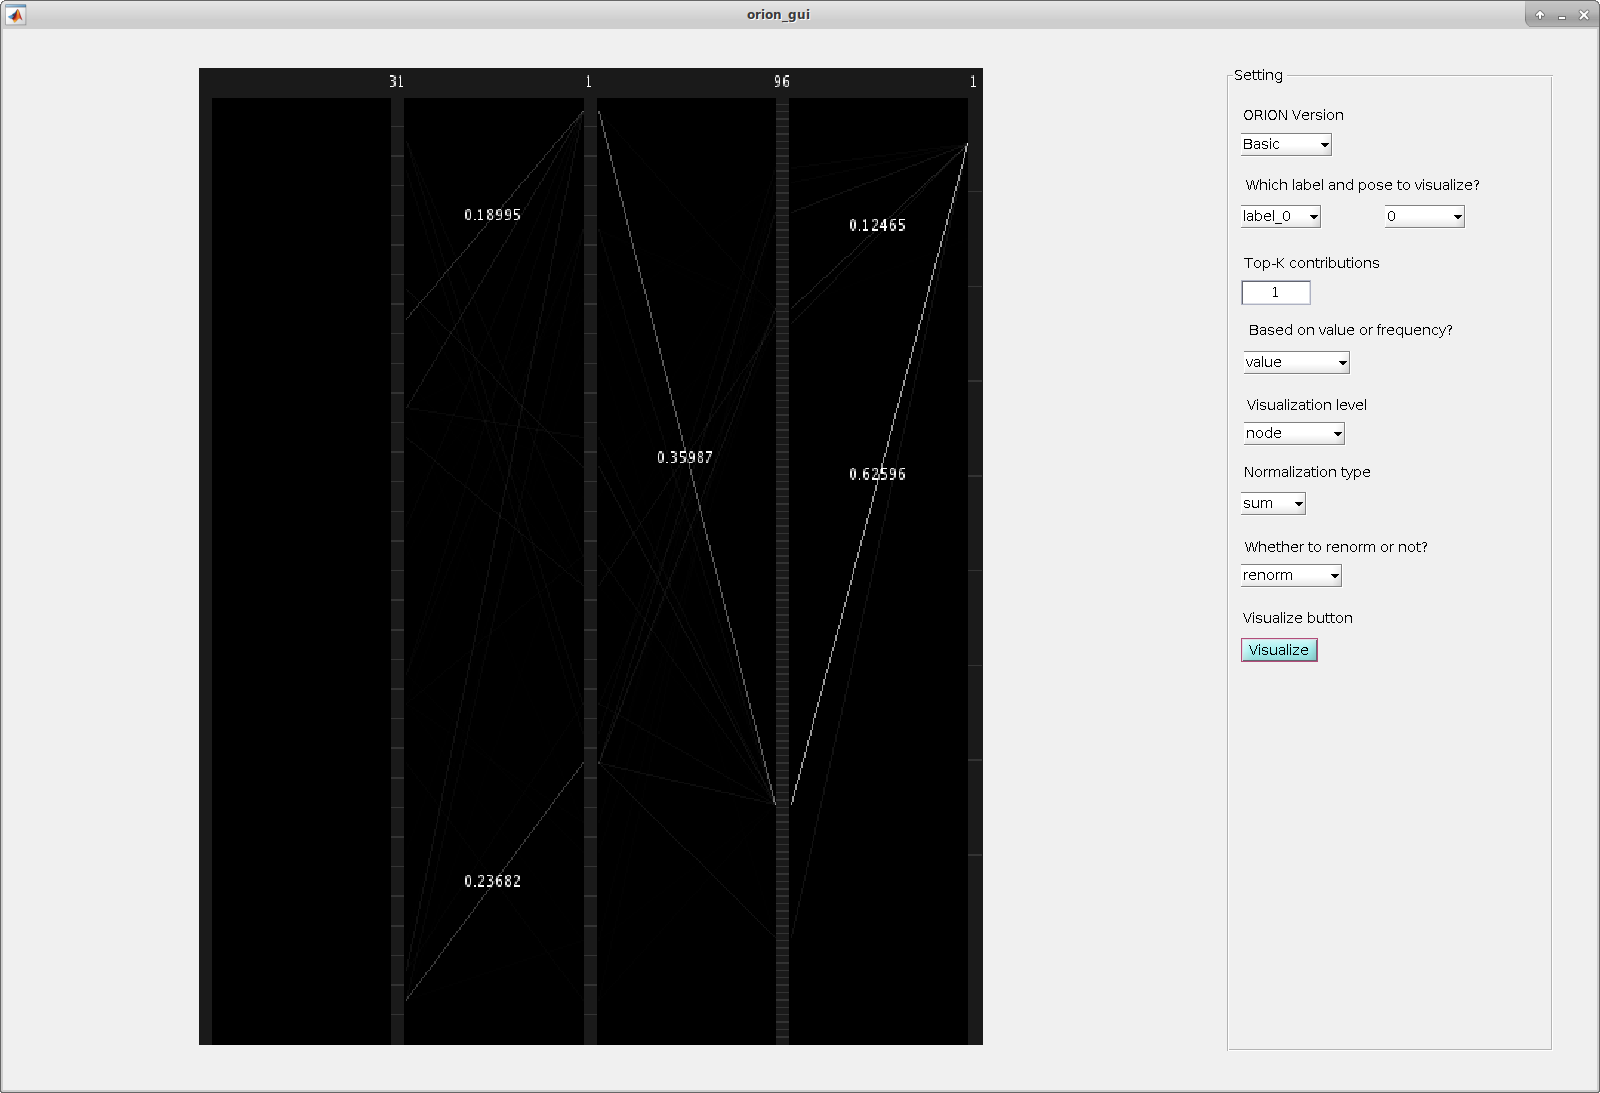 orion_gui
31 1 96 1
0.18995
0.12465
0.35987
0.62596
0.23682
Setting
ORION Version
Basic
Which label and pose to visualize?
label_0 0
Top-K contributions
1
Based on value or frequency?
value
Visualization level
node
Normalization type
sum
Whether to renorm or not?
renorm
Visualize button
Visualize